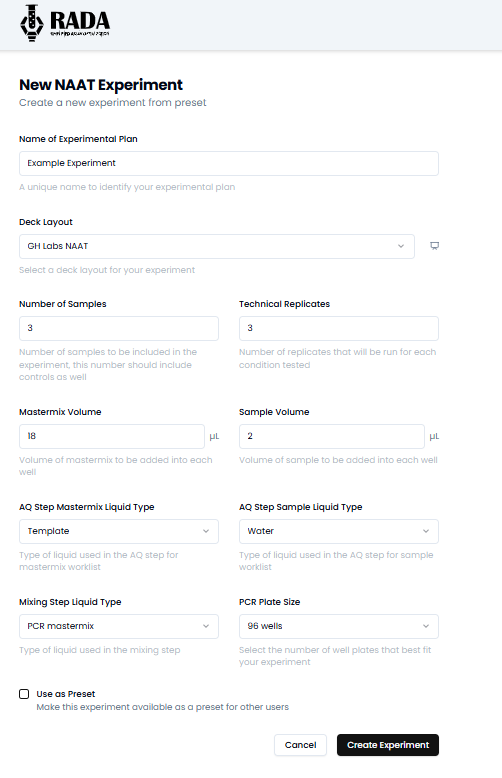 RADA
New NAAT Experiment
Create a new experiment from preset
Name of Experimental Plan
Example Experiment
A unique name to identify your experimental plan
Deck Layout
GH Labs NAAT
Select a deck layout for your experiment
Number of Samples
3
Number of samples to be included in the
experiment, this number should include
controls as well
Technical Replicates
3
Number of replicates that will be run for each
condition tested
Mastermix Volume
18 µL
Volume of mastermix to be added into each
well
Sample Volume
2 µL
Volume of sample to be added into each well
AQ Step Mastermix Liquid Type
Template
Type of liquid used in the AQ step for
mastermix worklist
AQ Step Sample Liquid Type
Water
Type of liquid used in the AQ step for sample
worklist
Mixing Step Liquid Type
PCR mastermix
Type of liquid used in the mixing step
PCR Plate Size
96 wells
Select the number of well plates that best fit
your experiment
Use as Preset
Make this experiment available as a preset for other users
Cancel
Create Experiment